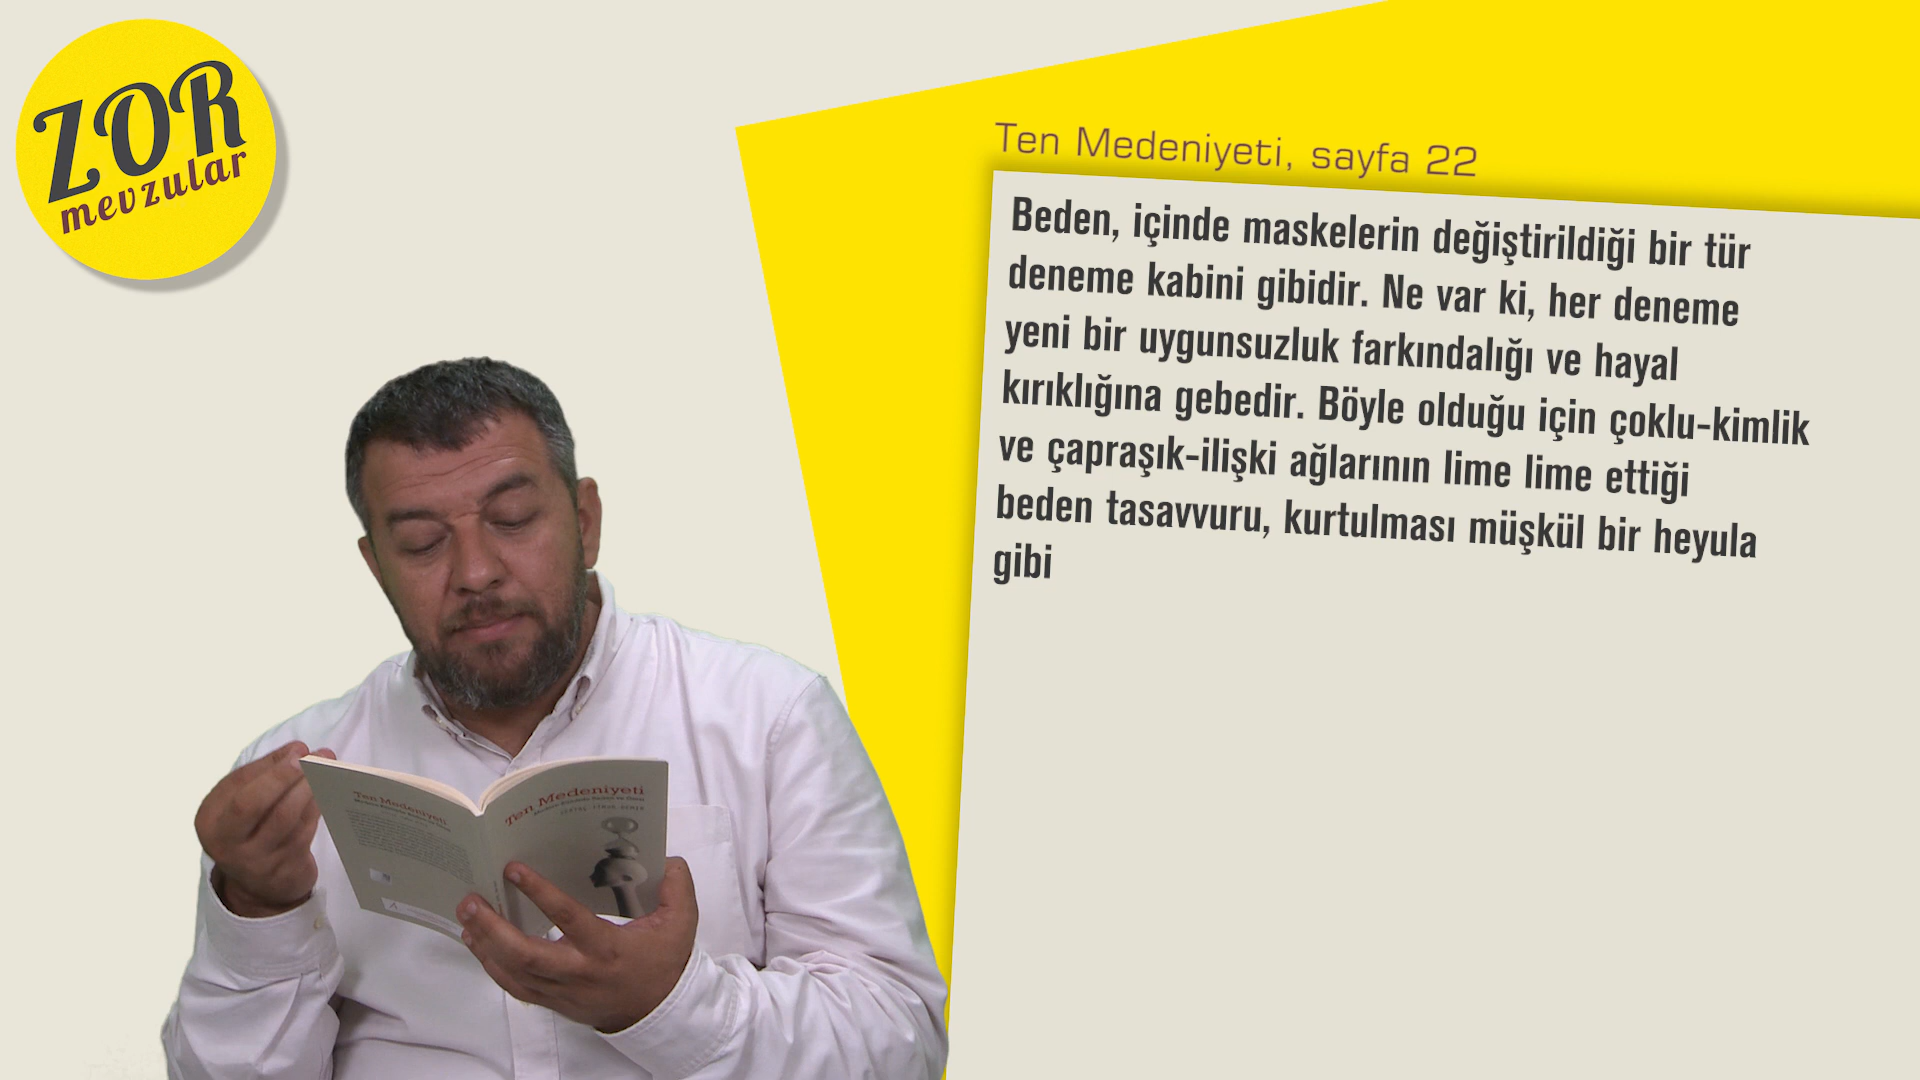 ZOR
mevzular
Ten Medeniyeti, sayfa 22
Beden, içinde maskelerin değiştirildiği bir tür
deneme kabini gibidir. Ne var ki, her deneme
yeni bir uygunsuzluk farkındalığı ve hayal
kırıklığına gebedir. Böyle olduğu için çoklu-kimlik
ve çapraşık-ilişki ağlarının lime lime ettiği
beden tasavvuru, kurtulması müşkül bir heyula
gibi
Ten Medeniyeti
Ten Medeniyeti